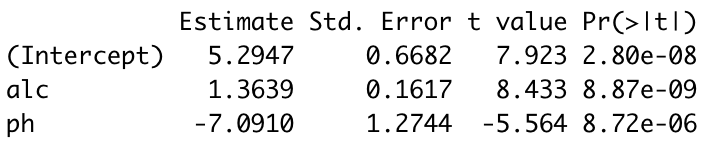 Estimate Std. Error t value Pr(>|t|)
(Intercept) 5.2947 0.6682 7.923 2.80e-08
alc 1.3639 0.1617 8.433 8.87e-09
ph -7.0910 1.2744 -5.564 8.72e-06